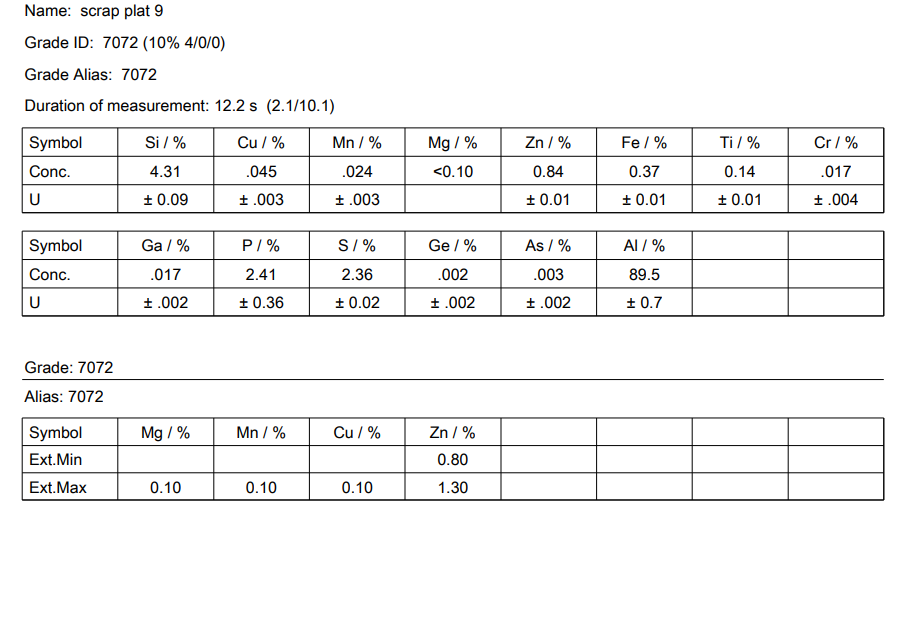 Name: scrap plat 9
Grade ID: 7072 (10% 4/0/0)
Grade Alias: 7072
Duration of measurement: 12.2 s (2.1/10.1)
Symbol Si / % Cu / % Mn / % Mg / % Zn / % Fe / % Ti / % Cr / %
Conc. 4.31 .045 .024 <0.10 0.84 0.37 0.14 .017
U ± 0.09 ± .003 ± .003 ± 0.01 ± 0.01 ± 0.01 ± .004
Symbol Ga / % P / % S / % Ge / % As / % Al / %
Conc. .017 2.41 2.36 .002 .003 89.5
U ± .002 ± 0.36 ± 0.02 ± .002 ± .002 ± 0.7
Grade: 7072
Alias: 7072
Symbol Mg / % Mn / % Cu / % Zn / %
Ext.Min 0.80
Ext.Max 0.10 0.10 0.10 1.30